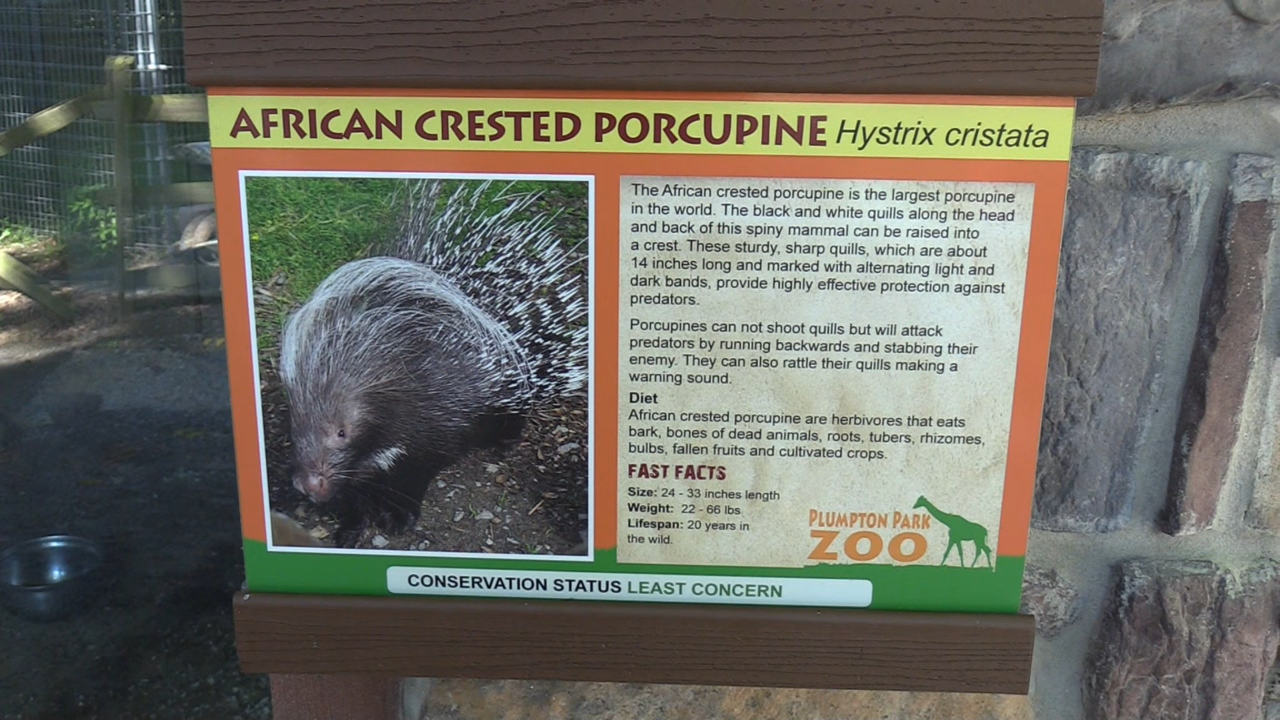 AFRICAN CRESTED PORCUPINE Hystrix cristata
The African crested porcupine is the largest porcupine
in the world. The black and white quills along the head
and back of this spiny mammal can be raised into
a crest. These sturdy, sharp quills, which are about
14 inches long and marked with alternating light and
dark bands, provide highly effective protection against
predators.
Porcupines can not shoot quills but will attack
predators by running backwards and stabbing their
enemy. They can also rattle their quills making a
warning sound.
Diet
African crested porcupine are herbivores that eats
bark, bones of dead animals, roots, tubers, rhizomes,
bulbs, fallen fruits and cultivated crops.
FAST FACTS
Size: 24 - 33 inches length
Weight: 22 - 66 lbs
Lifespan: 20 years in
the wild.
PLUMPTON PARK
ZOO
CONSERVATION STATUS LEAST CONCERN